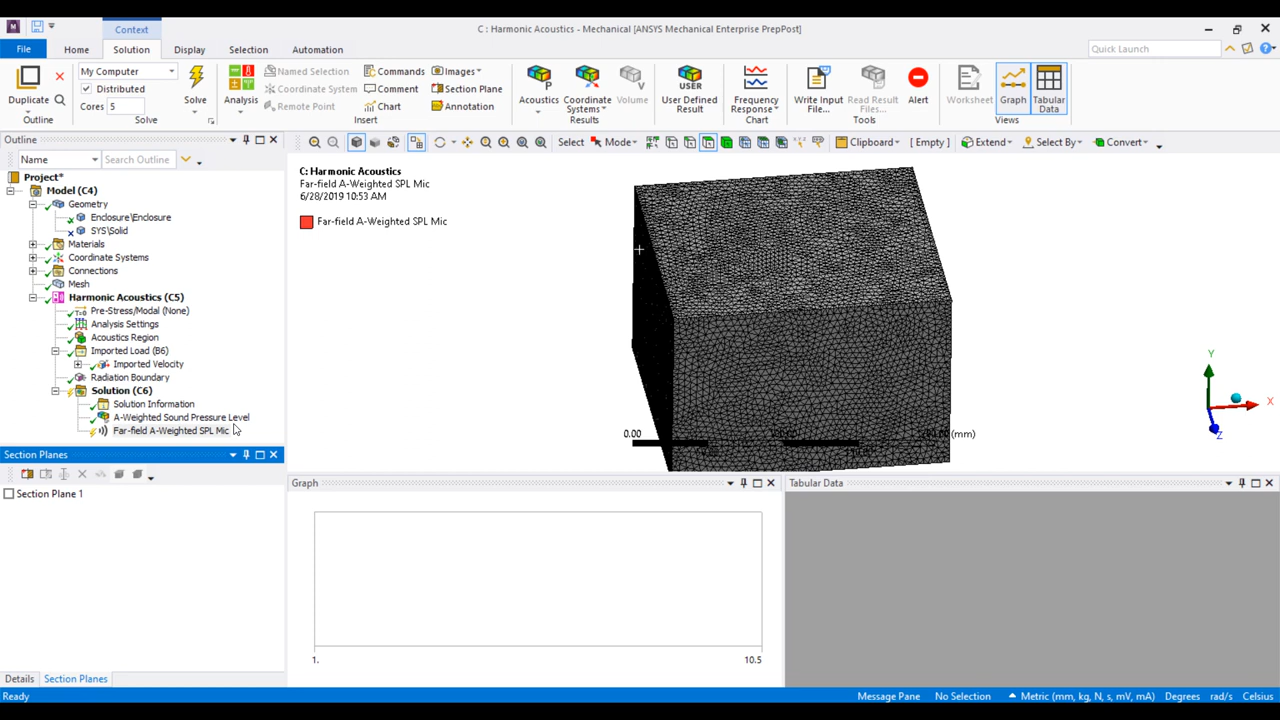 C : Harmonic Acoustics - Mechanical [ANSYS Mechanical Enterprise PrepPost]
Context
File
Home
Solution
Display
Selection
Automation
Quick Launch
Duplicate
Outline
My Computer
Distributed
Cores 5
Solve
Solve
Analysis
Named Selection
Coordinate System
Remote Point
Commands
Comment
Chart
Images
Section Plane
Annotation
Insert
Acoustics
Coordinate Systems
Volume
Results
USER
User Defined Result
Frequency Response
Chart
Write Input File...
Read Result Files...
Alert
Tools
Worksheet
Graph
Tabular Data
Views
Outline
Select
Mode
Clipboard
[ Empty ]
Extend
Select By
Convert
Name
Search Outline
Project*
Model (C4)
Geometry
Enclosure\Enclosure
SYS\Solid
Materials
Coordinate Systems
Connections
Mesh
Harmonic Acoustics (C5)
Pre-Stress/Modal (None)
Analysis Settings
Acoustics Region
Imported Load (B6)
Imported Velocity
Radiation Boundary
Solution (C6)
Solution Information
A-Weighted Sound Pressure Level
Far-field A-Weighted SPL Mic
C: Harmonic Acoustics
Far-field A-Weighted SPL Mic
6/28/2019 10:53 AM
Far-field A-Weighted SPL Mic
0.00
(mm)
Y
X
Z
Section Planes
Section Plane 1
Graph
1.
10.5
Tabular Data
Details
Section Planes
Ready
Message Pane
No Selection
Metric (mm, kg, N, s, mV, mA)
Degrees
rad/s
Celsius